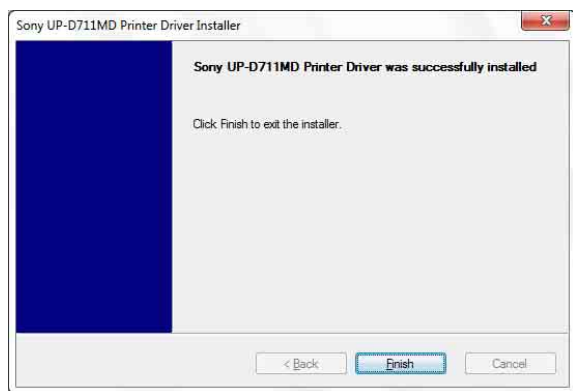 Sony UP-D711MD Printer Driver Installer
Sony UP-D711MD Printer Driver was successfully installed
Click Finish to exit the installer.
< Back Finish Cancel